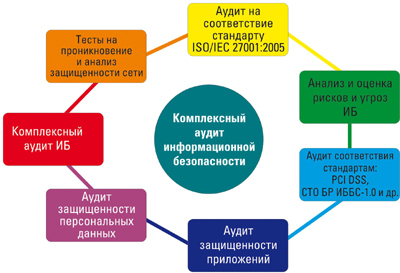 Аудит на
соответствие
стандарту
ISO/IEC 27001:2005
Тесты на
проникновение
и анализ
защищенности сети
Анализ и оценка
рисков и угроз
ИБ
Комплексный
аудит ИБ
Комплексный
аудит
информационной
безопасности
Аудит соответствия
стандартам:
PCI DSS,
СТО БР ИББС-1.0 и др.
Аудит
защищенности
персональных
данных
Аудит
защищенности
приложений